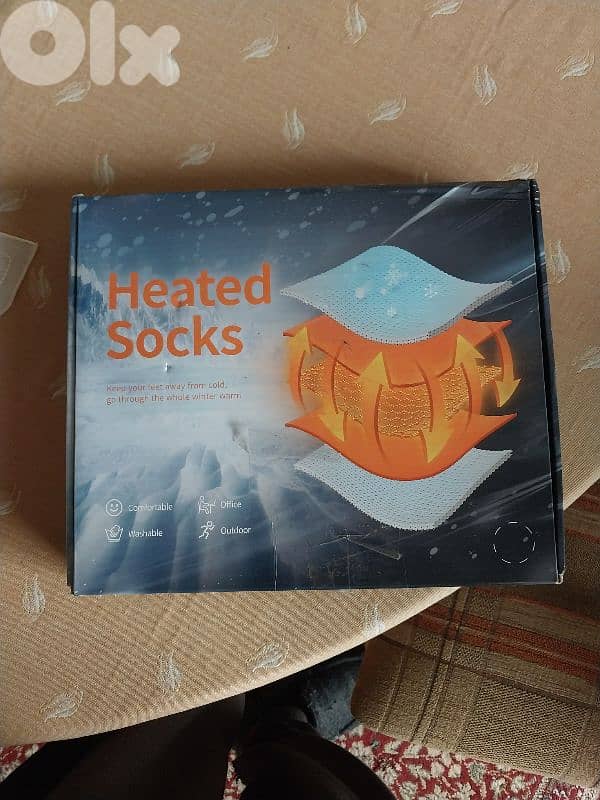 Olx
Heated
Socks
Keep your feet away from cold,
go through the whole winter warm.
Comfortable
Office
Washable
Outdoor